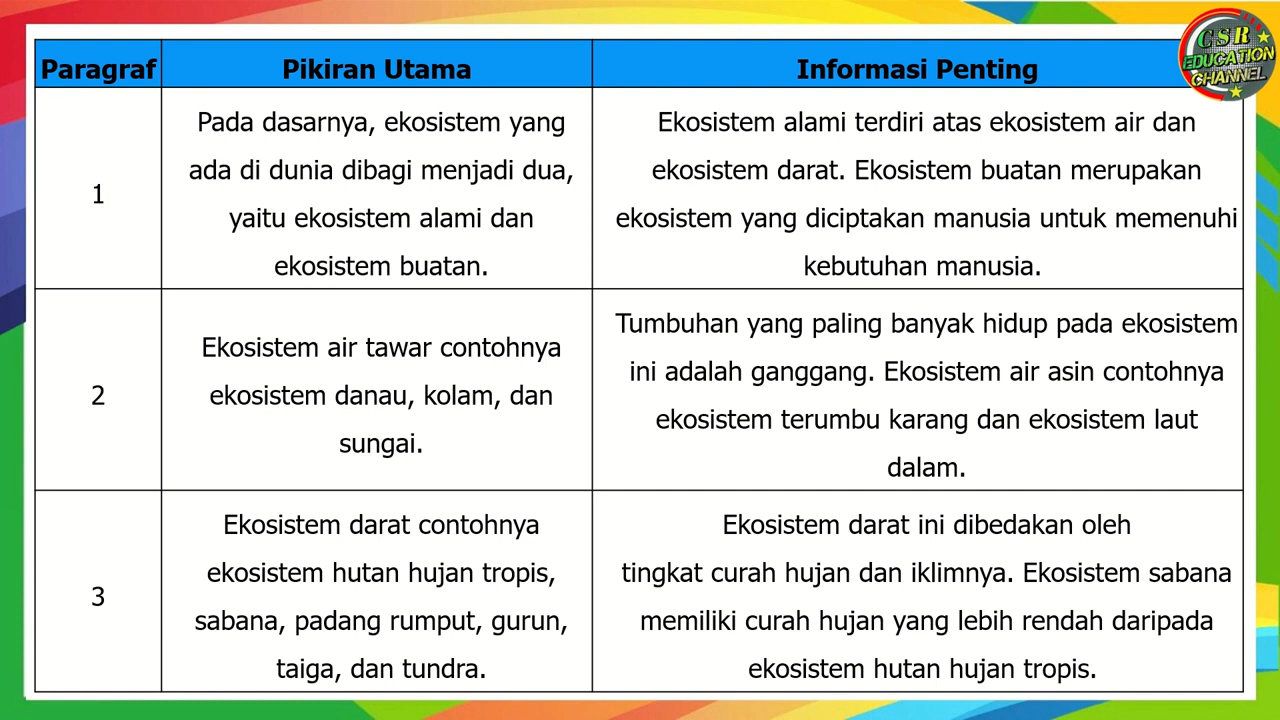 Paragraf Pikiran Utama Informasi Penting
CSR
EDUCATION
CHANNEL
1
Pada dasarnya, ekosistem yang
ada di dunia dibagi menjadi dua,
yaitu ekosistem alami dan
ekosistem buatan.
Ekosistem alami terdiri atas ekosistem air dan
ekosistem darat. Ekosistem buatan merupakan
ekosistem yang diciptakan manusia untuk memenuhi
kebutuhan manusia.
2
Ekosistem air tawar contohnya
ekosistem danau, kolam, dan
sungai.
Tumbuhan yang paling banyak hidup pada ekosistem
ini adalah ganggang. Ekosistem air asin contohnya
ekosistem terumbu karang dan ekosistem laut
dalam.
3
Ekosistem darat contohnya
ekosistem hutan hujan tropis,
sabana, padang rumput, gurun,
taiga, dan tundra.
Ekosistem darat ini dibedakan oleh
tingkat curah hujan dan iklimnya. Ekosistem sabana
memiliki curah hujan yang lebih rendah daripada
ekosistem hutan hujan tropis.